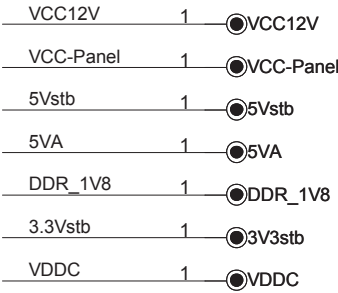 VCC12V 1 VCC12V
VCC-Panel 1 VCC-Panel
5Vstb 1 5Vstb
5VA 1 5VA
DDR_1V8 1 DDR_1V8
3.3Vstb 1 3V3stb
VDDC 1 VDDC